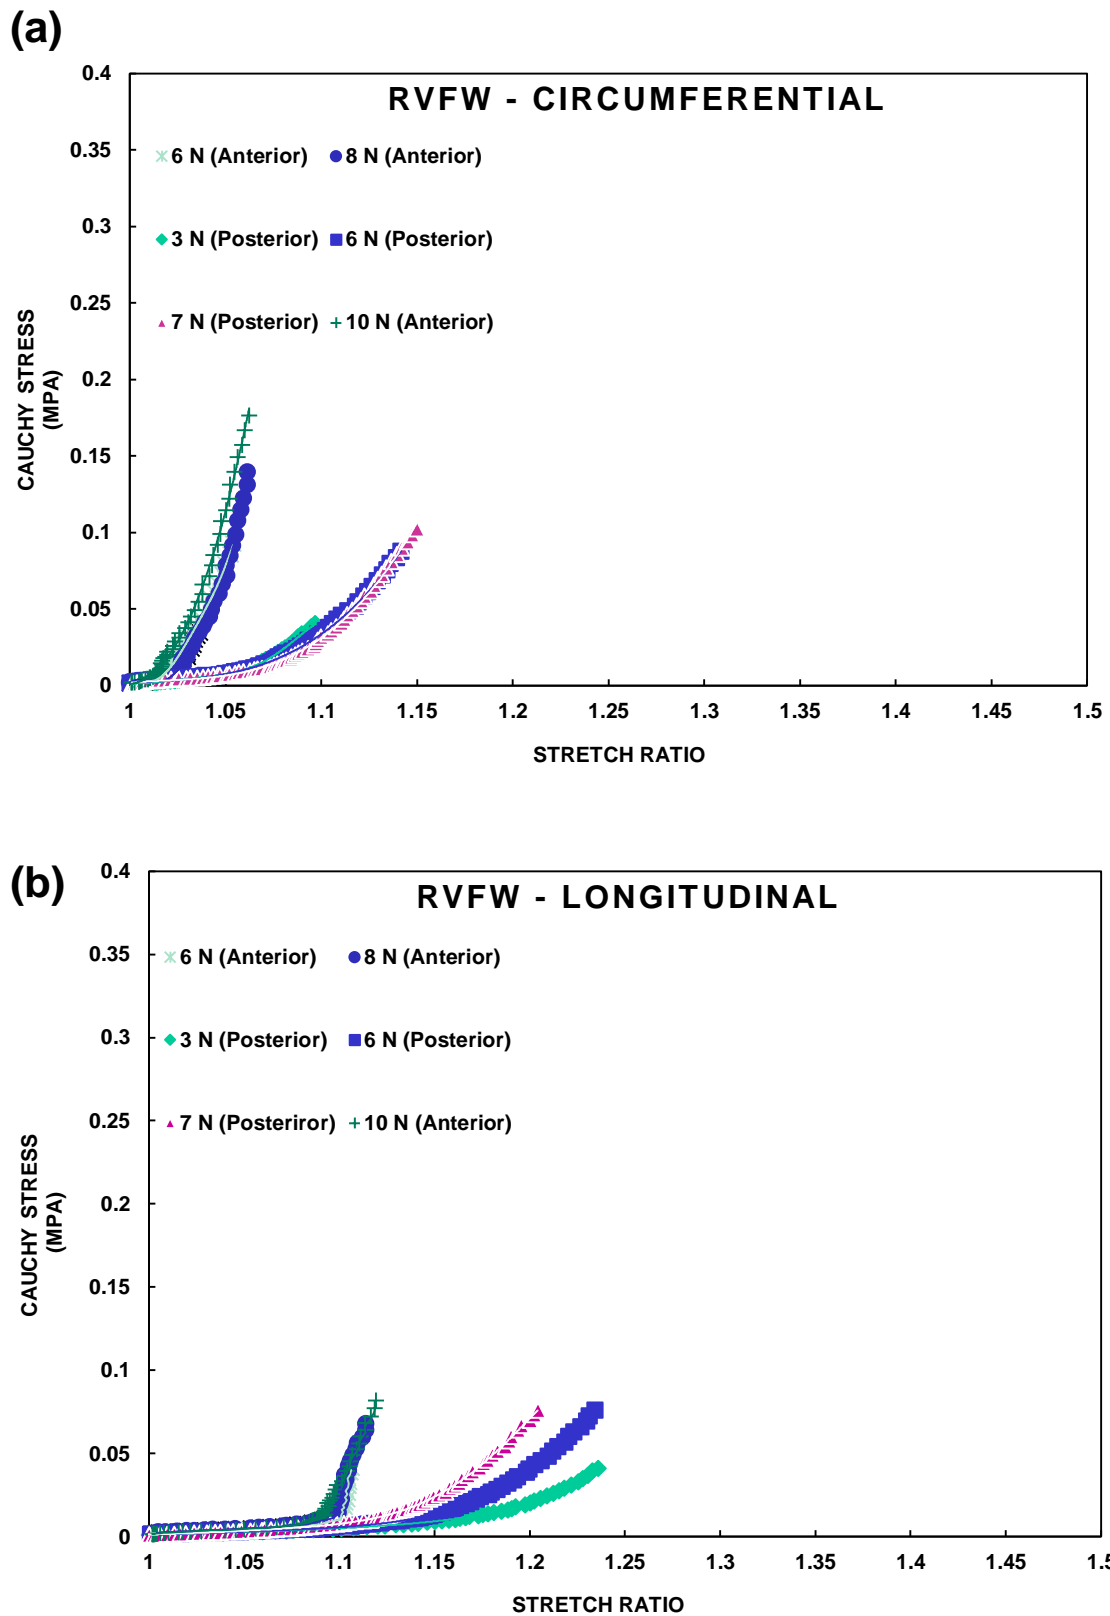 (a)
0.4
RVFW - CIRCUMFERENTIAL
0.35
6 N (Anterior) 8 N (Anterior)
0.3
3 N (Posterior) 6 N (Posterior)
0.25
7 N (Posterior) 10 N (Anterior)
0.2
0.15
0.1
0.05
0
CAUCHY STRESS
(MPA)
1 1.05 1.1 1.15 1.2 1.25 1.3 1.35 1.4 1.45 1.5
STRETCH RATIO
(b)
0.4
RVFW - LONGITUDINAL
0.35
6 N (Anterior) 8 N (Anterior)
0.3
3 N (Posterior) 6 N (Posterior)
0.25
7 N (Posteriror) 10 N (Anterior)
0.2
0.15
0.1
0.05
0
CAUCHY STRESS
(MPA)
1 1.05 1.1 1.15 1.2 1.25 1.3 1.35 1.4 1.45 1.5
STRETCH RATIO